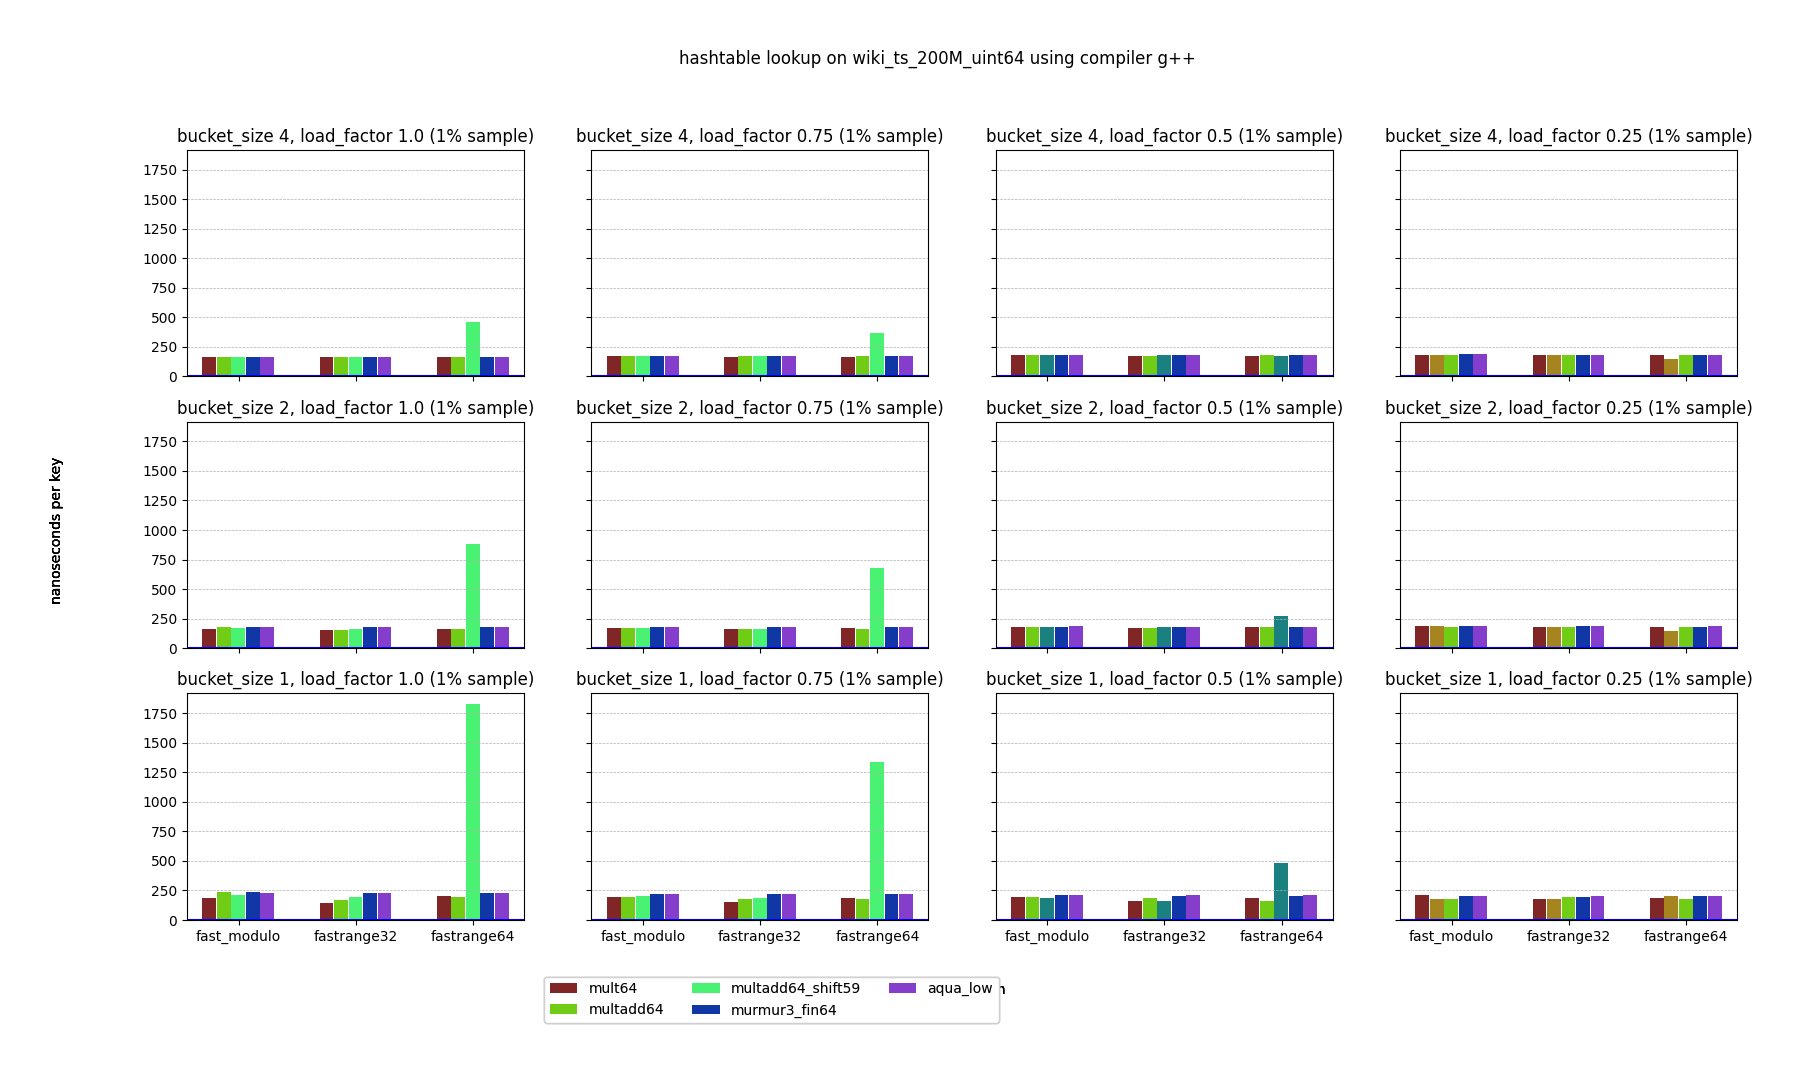 hashtable lookup on wiki_ts_200M_uint64 using compiler g++
bucket_size 4, load_factor 1.0 (1% sample)
bucket_size 4, load_factor 0.75 (1% sample)
bucket_size 4, load_factor 0.5 (1% sample)
bucket_size 4, load_factor 0.25 (1% sample)
1750
1500
1250
1000
750
500
250
0
bucket_size 2, load_factor 1.0 (1% sample)
bucket_size 2, load_factor 0.75 (1% sample)
bucket_size 2, load_factor 0.5 (1% sample)
bucket_size 2, load_factor 0.25 (1% sample)
1750
1500
1250
1000
750
500
250
0
nanoseconds per key
bucket_size 1, load_factor 1.0 (1% sample)
bucket_size 1, load_factor 0.75 (1% sample)
bucket_size 1, load_factor 0.5 (1% sample)
bucket_size 1, load_factor 0.25 (1% sample)
1750
1500
1250
1000
750
500
250
0
fast_modulo fastrange32 fastrange64
fast_modulo fastrange32 fastrange64
fast_modulo fastrange32 fastrange64
fast_modulo fastrange32 fastrange64
mult64 multadd64_shift59 aqua_low
multadd64 murmur3_fin64